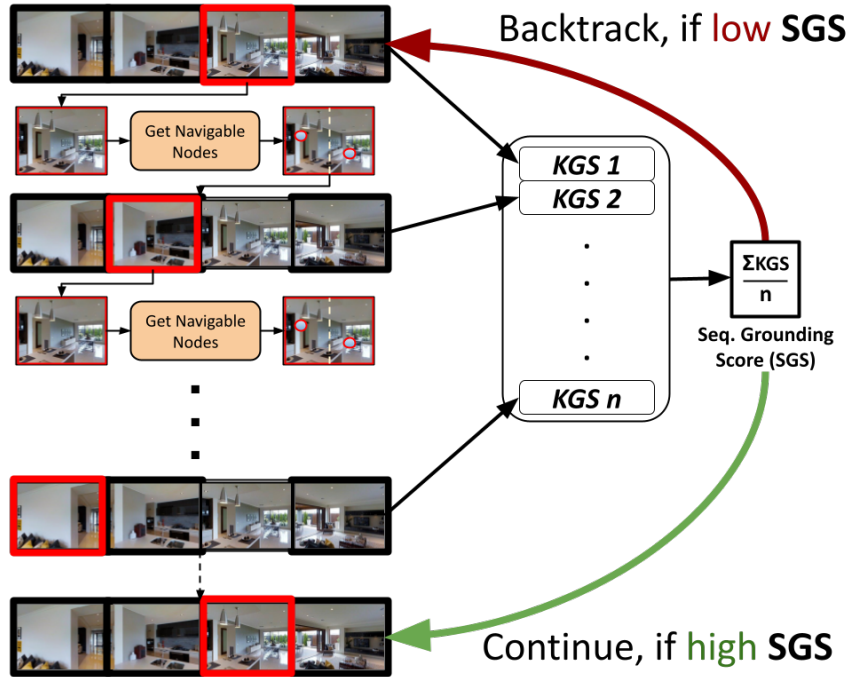 Backtrack, if low SGS
Get Navigable
Nodes
KGS 1
KGS 2
.
.
.
.
KGS n
ΣKGS
n
Seq. Grounding
Score (SGS)
Get Navigable
Nodes
Continue, if high SGS